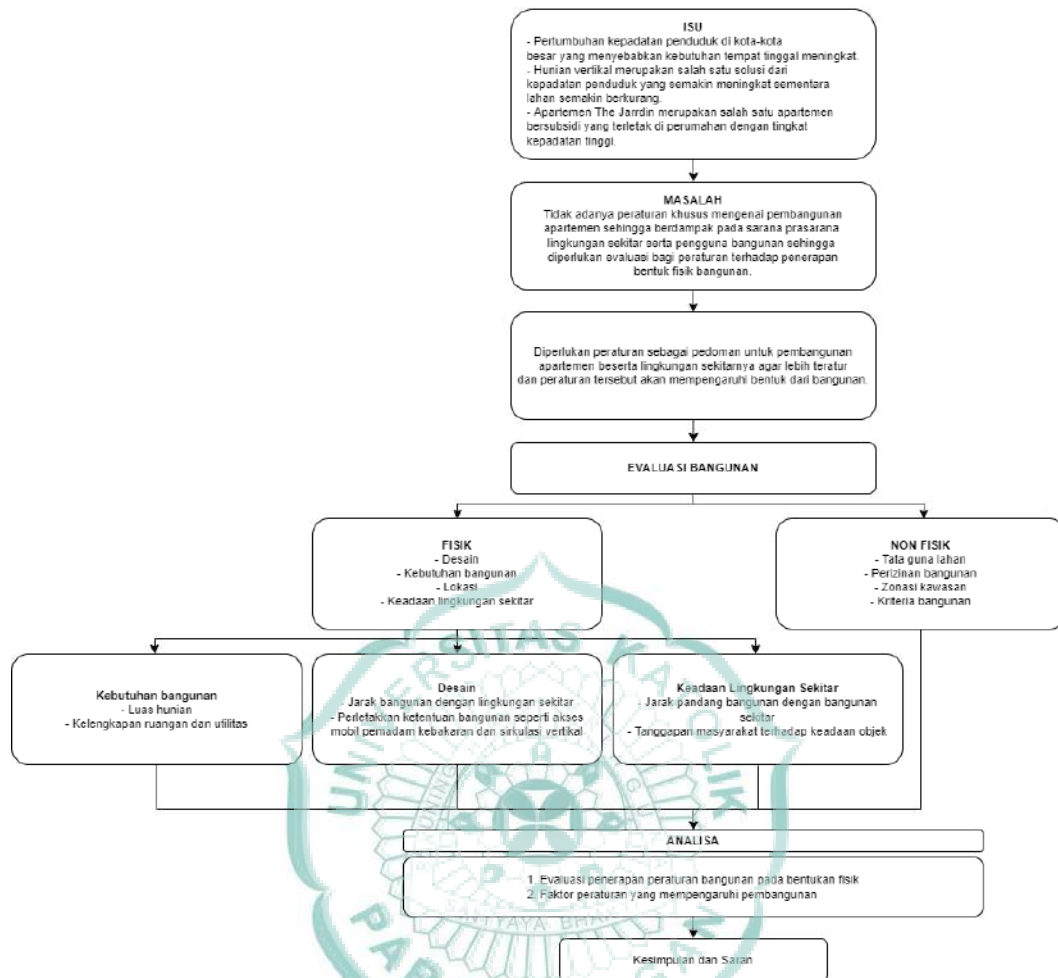 ISU
- Pertumbuhan kepadatan penduduk di kota-kota
besar yang menyebabkan kebutuhan tempat tinggal meningkat.
- Hunian vertikal merupakan salah satu solusi dari
kepadatan penduduk yang semakin meningkat sementara
lahan semakin berkurang.
- Apartemen The Jarrdin merupakan salah satu apartemen
bersubsidi yang terletak di perumahan dengan tingkat
kepadatan tinggi.
MASALAH
Tidak adanya peraturan khusus mengenai pembangunan
apartemen sehingga berdampak pada sarana prasarana
lingkungan sekitar serta pengguna bangunan sehingga
diperlukan evaluasi bagi peraturan terhadap penerapan
bentuk fisik bangunan.
Diperlukan peraturan sebagai pedoman untuk pembangunan
apartemen beserta lingkungan sekitarnya agar lebih teratur
dan peraturan tersebut akan mempengaruhi bentuk dari bangunan.
EVALUASI BANGUNAN
FISIK
- Desain
- Kebutuhan bangunan
- Lokasi
- Keadaan lingkungan sekitar
NON FISIK
- Tata guna lahan
- Perizinan bangunan
- Zonasi kawasan
- Kriteria bangunan
Kebutuhan bangunan
- Luas hunian
- Kelengkapan ruangan dan utilitas
Desain
- Jarak bangunan dengan lingkungan sekitar
- Perletakkan ketentuan bangunan seperti akses
mobil pemadam kebakaran dan sirkulasi vertikal
Keadaan Lingkungan Sekitar
- Jarak pandang bangunan dengan bangunan
sekitar
- Tanggapan masyarakat terhadap keadaan objek
ANALISA
1. Evaluasi penerapan peraturan bangunan pada bentukan fisik
2. Faktor peraturan yang mempengaruhi pembangunan
Kesimpulan dan Saran
UNIVERSITAS KATOLIK